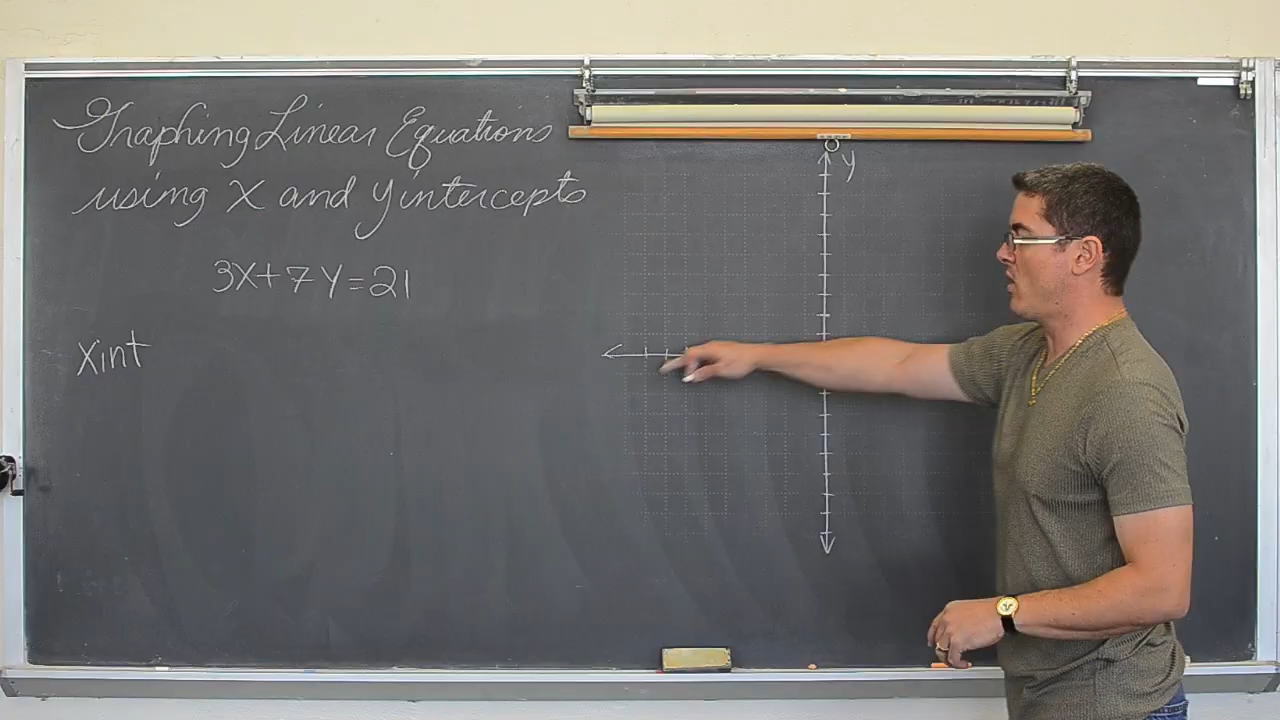 Graphing Linear Equations
using X and Y intercepts
3X+7Y=21
Xint
y